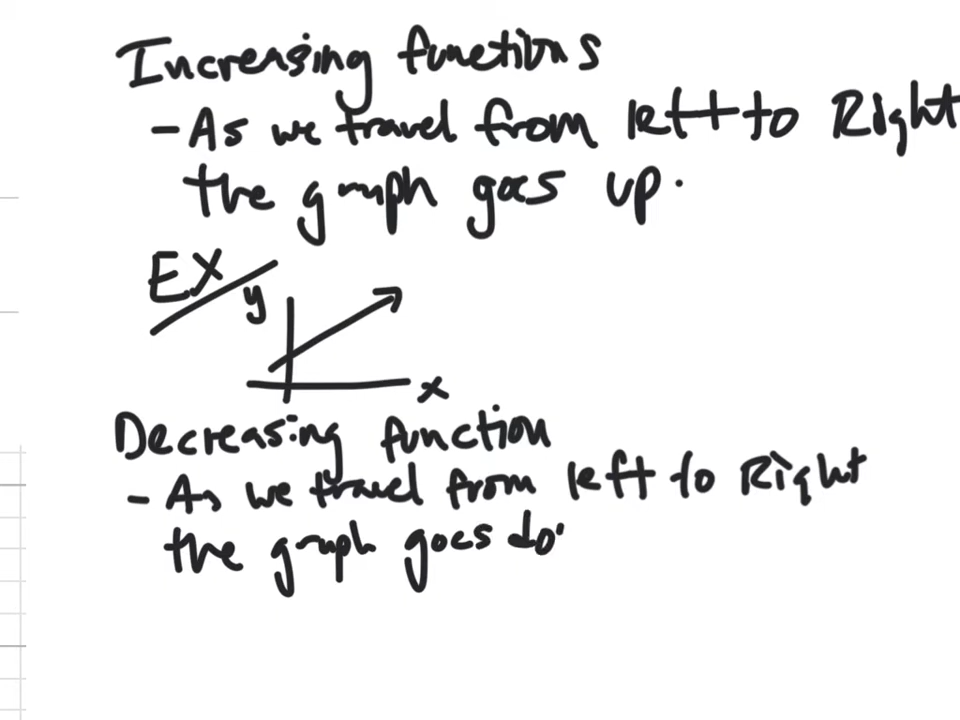 Increasing functions
- As we travel from left to Right
the graph goes up.
EX
y
x
Decreasing function
- As we travel from left to Right
the graph goes do